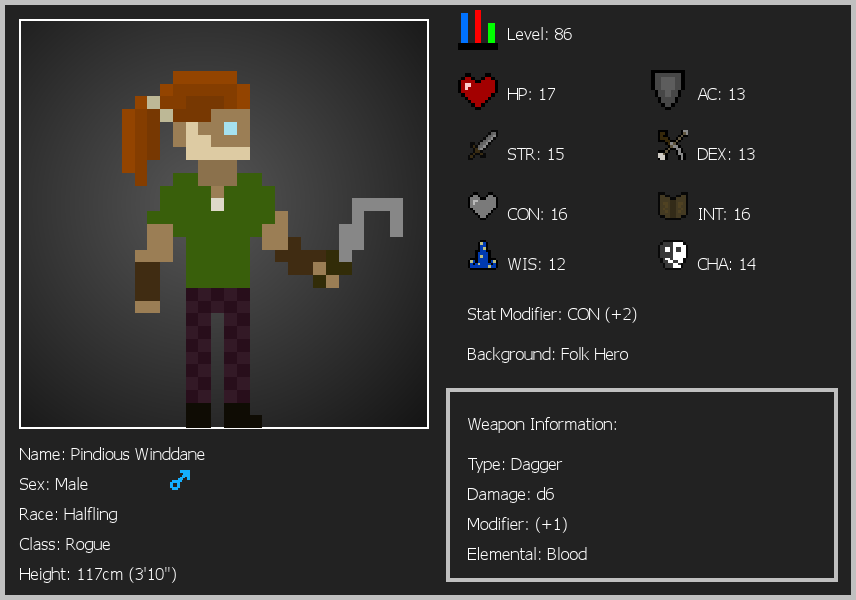 Level: 86
HP: 17
AC: 13
STR: 15
DEX: 13
CON: 16
INT: 16
WIS: 12
CHA: 14
Stat Modifier: CON (+2)
Background: Folk Hero
Weapon Information:
Type: Dagger
Damage: d6
Modifier: (+1)
Elemental: Blood
Name: Pindious Winddane
Sex: Male
Race: Halfling
Class: Rogue
Height: 117cm (3'10")